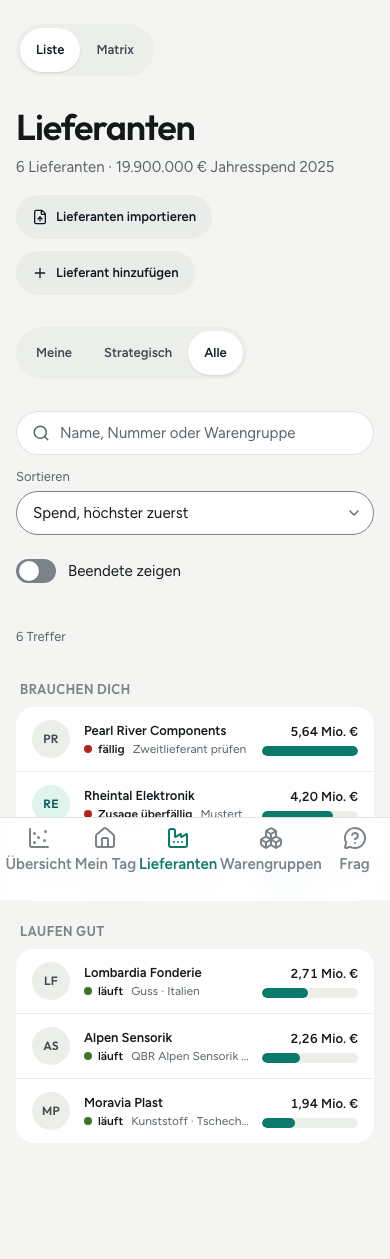 Liste Matrix
Lieferanten
6 Lieferanten · 19.900.000 € Jahresspend 2025
Lieferanten importieren
Lieferant hinzufügen
Meine Strategisch Alle
Name, Nummer oder Warengruppe
Sortieren
Spend, höchster zuerst
Beendete zeigen
6 Treffer
BRAUCHEN DICH
PR Pearl River Components 5,64 Mio. €
fällig Zweitlieferant prüfen
RE Rheintal Elektronik 4,20 Mio. €
Zusage überfällig Mustert
Übersicht Mein Tag Lieferanten Warengruppen Frag
LAUFEN GUT
LF Lombardia Fonderie 2,71 Mio. €
läuft Guss · Italien
AS Alpen Sensorik 2,26 Mio. €
läuft QBR Alpen Sensorik ...
MP Moravia Plast 1,94 Mio. €
läuft Kunststoff · Tschech...